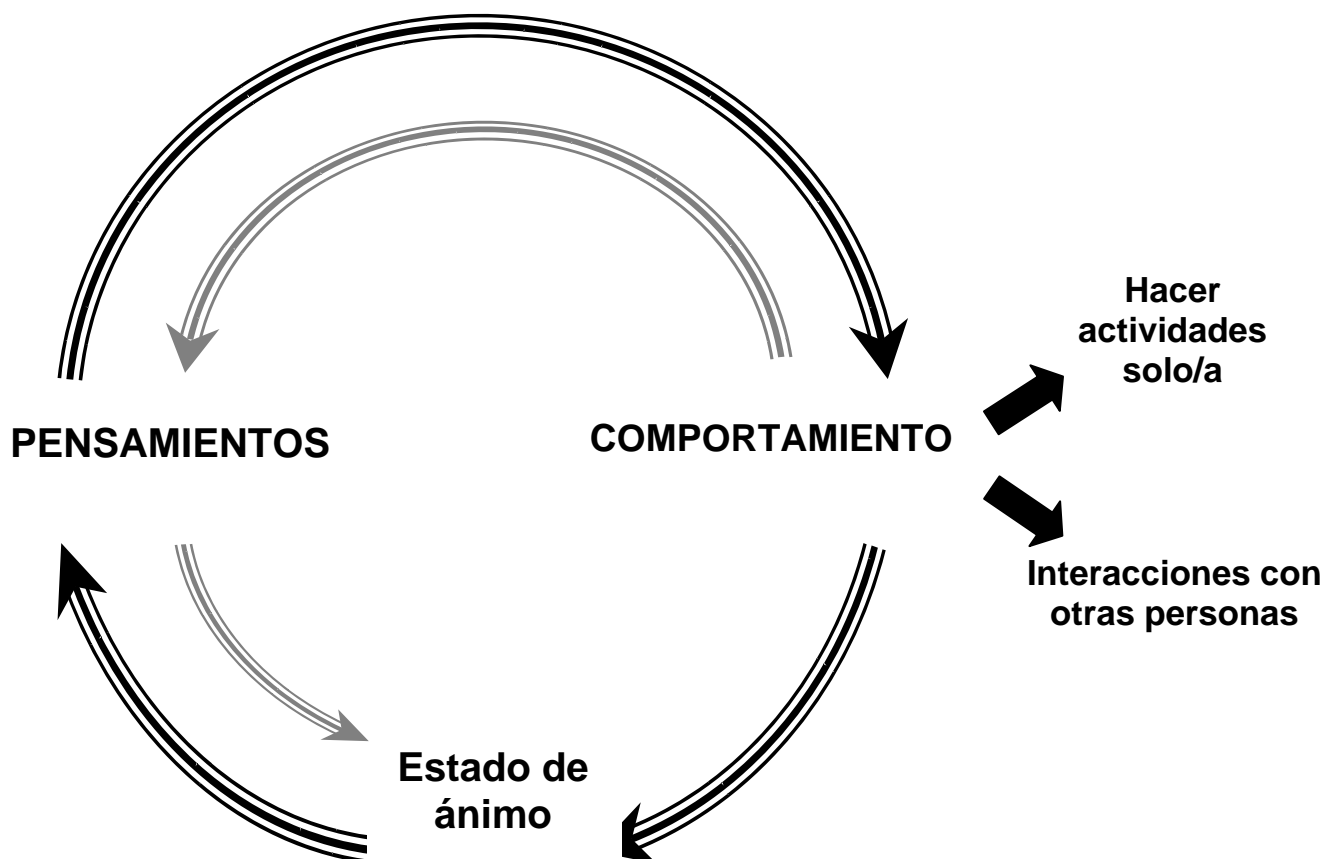 Hacer
actividades
solo/a
PENSAMIENTOS
COMPORTAMIENTO
Interacciones con
otras personas
Estado de
ánimo